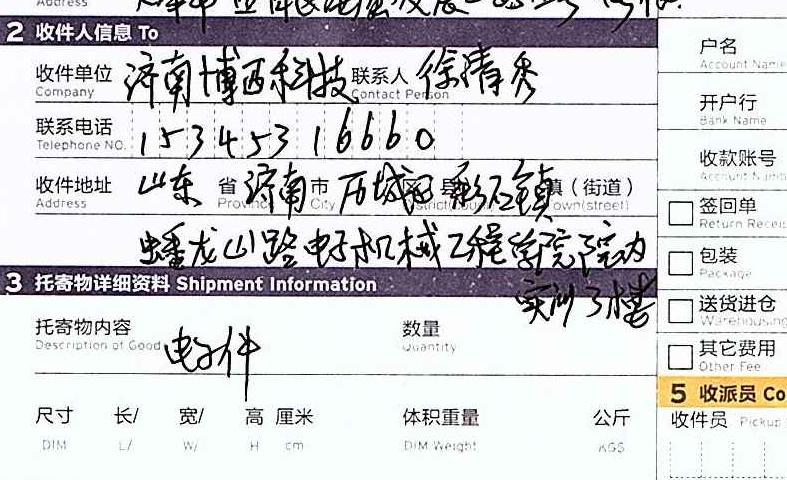 Address
2 收件人信息 To
收件单位 济南博西科技 联系人 徐清秀
Company Contact Person
联系电话 15345316660
Telephone NO.
收件地址 山东 省 济南 市 历城区 县 彩石镇 镇（街道）
Address Province City District(county) Town(street)
蟠龙山路电子机械工程学院院内
实训3楼
3 托寄物详细资料 Shipment Information
托寄物内容 电子件 数量
Description of Good Quantity
尺寸 长/ 宽/ 高 厘米 体积重量 公斤
DIM L/ W/ H cm DIM Weight KGS
户名
Account Name
开户行
Bank Name
收款账号
Account Numb
签回单
Return Receip
包装
Package
送货进仓
Warehousing
其它费用
Other Fee
5 收派员 Co
收件员 Pickup